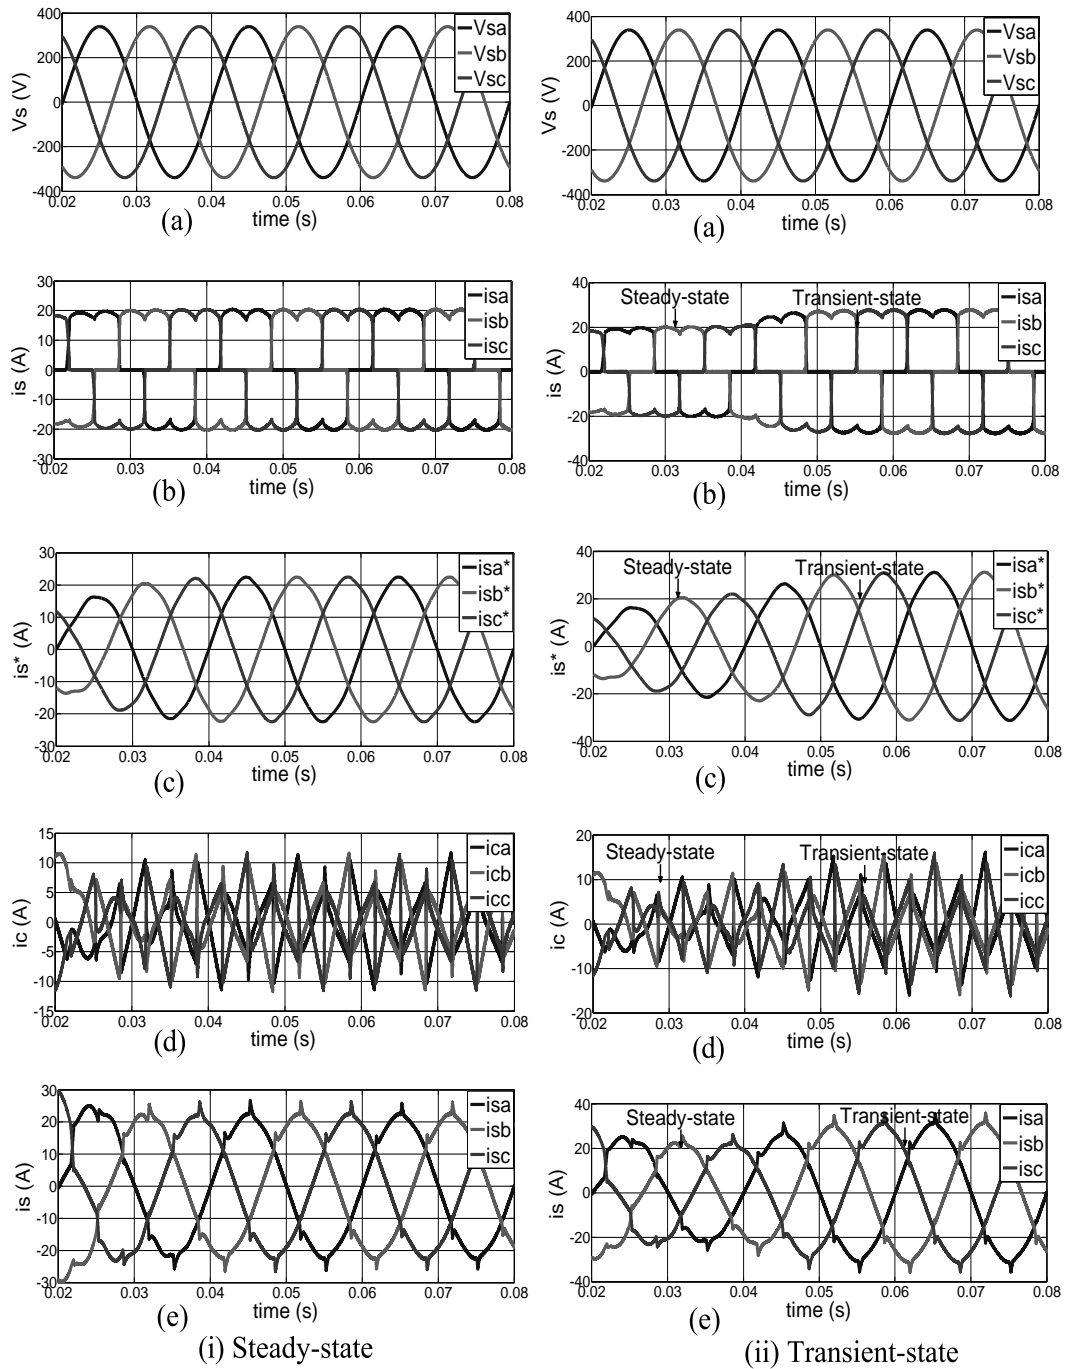 400
200
0
-200
-400
Vs (V)
Vsa
Vsb
Vsc
0.02 0.03 0.04 0.05 0.06 0.07 0.08
time (s)
(a)
400
200
0
-200
-400
Vs (V)
Vsa
Vsb
Vsc
0.02 0.03 0.04 0.05 0.06 0.07 0.08
time (s)
(a)
30
20
10
0
-10
-20
-30
is (A)
isa
isb
isc
0.02 0.03 0.04 0.05 0.06 0.07 0.08
time (s)
(b)
40
20
0
-20
-40
is (A)
Steady-state
Transient-state
isa
isb
isc
0.02 0.03 0.04 0.05 0.06 0.07 0.08
time (s)
(b)
30
20
10
0
-10
-20
-30
is* (A)
isa*
isb*
isc*
0.02 0.03 0.04 0.05 0.06 0.07 0.08
time (s)
(c)
40
20
0
-20
-40
is* (A)
Steady-state
Transient-state
isa*
isb*
isc*
0.02 0.03 0.04 0.05 0.06 0.07 0.08
time (s)
(c)
15
10
5
0
-5
-10
-15
ic (A)
ica
icb
icc
0.02 0.03 0.04 0.05 0.06 0.07 0.08
time (s)
(d)
20
10
0
-10
-20
ic (A)
Steady-state
Transient-state
ica
icb
icc
0.02 0.03 0.04 0.05 0.06 0.07 0.08
time (s)
(d)
30
20
10
0
-10
-20
-30
is (A)
isa
isb
isc
0.02 0.03 0.04 0.05 0.06 0.07 0.08
time (s)
(e)
(i) Steady-state
40
20
0
-20
-40
is (A)
Steady-state
Transient-state
isa
isb
isc
0.02 0.03 0.04 0.05 0.06 0.07 0.08
time (s)
(e)
(ii) Transient-state